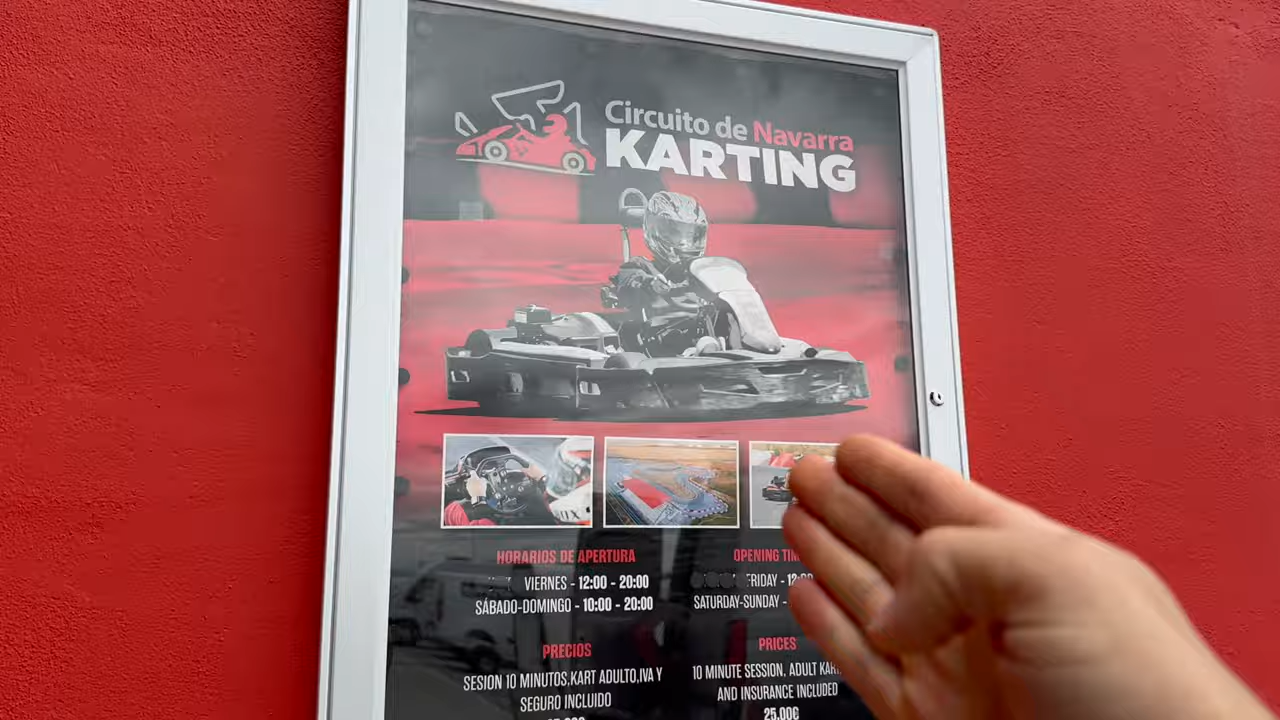 Circuito de Navarra
KARTING
HORARIOS DE APERTURA
VIERNES - 12:00 - 20:00
SÁBADO-DOMINGO - 10:00 - 20:00
PRECIOS
SESION 10 MINUTOS,KART ADULTO,IVA Y
SEGURO INCLUIDO
OPENING
FRIDAY -
SATURDAY-SUNDAY -
PRICES
10 MINUTE SESSION, ADULT
AND INSURANCE INCLUDED
25,00€